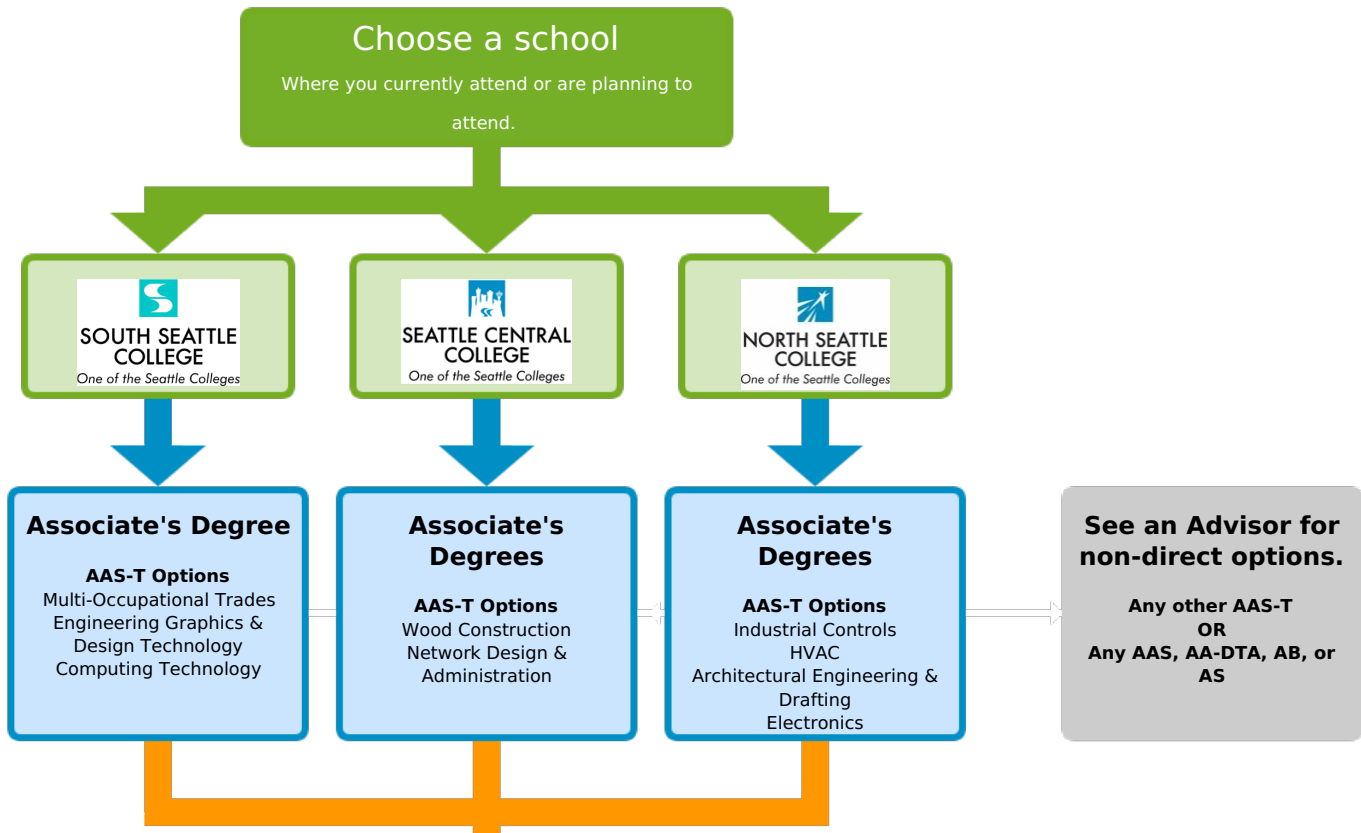 Choose a school
Where you currently attend or are planning to
attend.
SOUTH SEATTLE
COLLEGE
One of the Seattle Colleges
SEATTLE CENTRAL
COLLEGE
One of the Seattle Colleges
NORTH SEATTLE
COLLEGE
One of the Seattle Colleges
Associate's Degree
AAS-T Options
Multi-Occupational Trades
Engineering Graphics &
Design Technology
Computing Technology
Associate's
Degrees
AAS-T Options
Wood Construction
Network Design &
Administration
Associate's
Degrees
AAS-T Options
Industrial Controls
HVAC
Architectural Engineering &
Drafting
Electronics
See an Advisor for
non-direct options.
Any other AAS-T
OR
Any AAS, AA-DTA, AB, or
AS